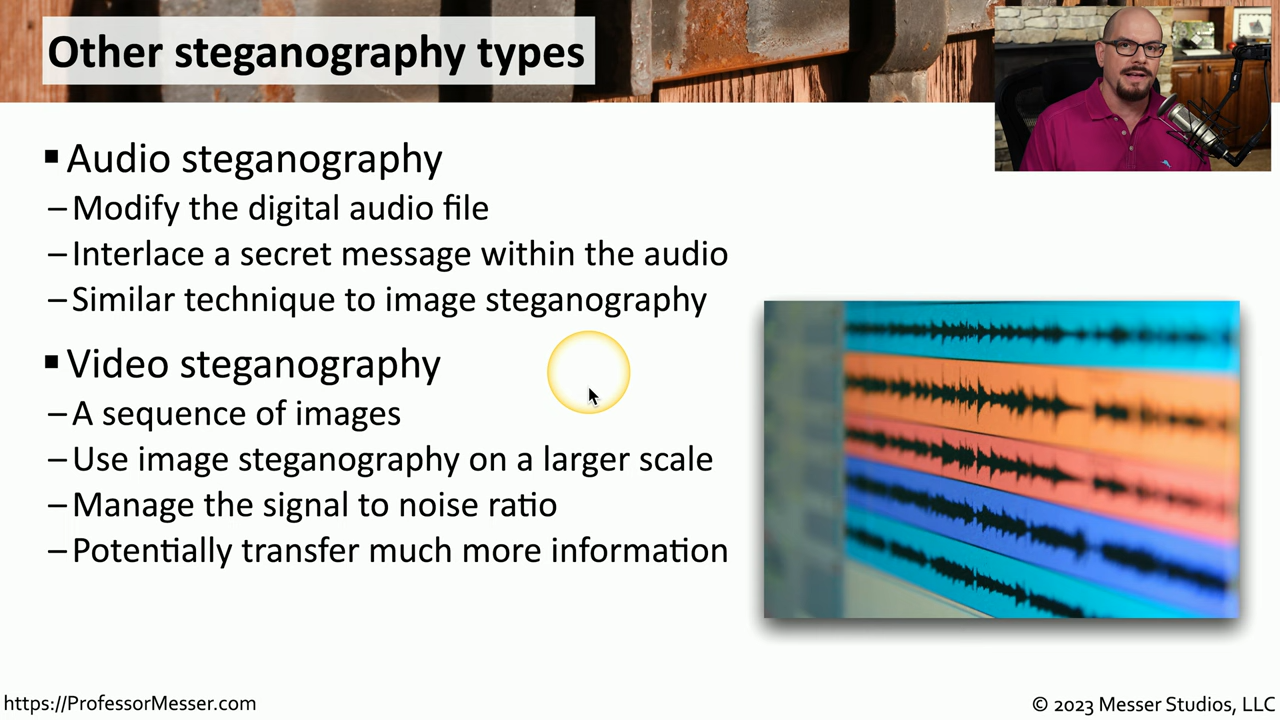 Other steganography types
▪ Audio steganography
– Modify the digital audio file
– Interlace a secret message within the audio
– Similar technique to image steganography
▪ Video steganography
– A sequence of images
– Use image steganography on a larger scale
– Manage the signal to noise ratio
– Potentially transfer much more information
https://ProfessorMesser.com
© 2023 Messer Studios, LLC